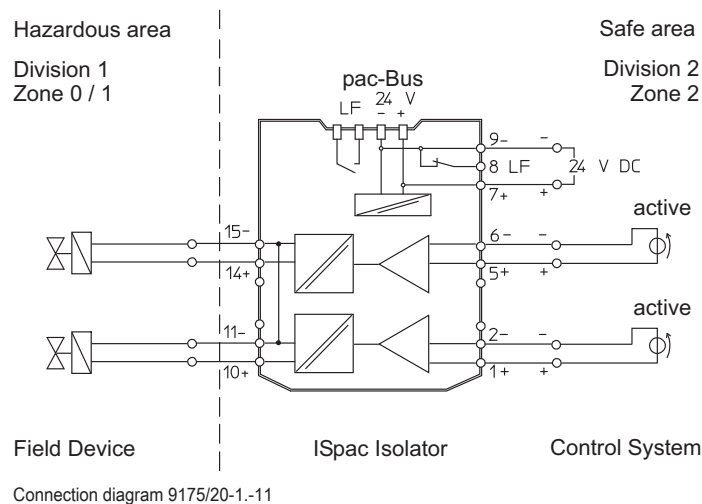 Hazardous area
Safe area
Division 1
Zone 0 / 1
Division 2
Zone 2
pac-Bus
LF 24 V
- +
9- -
8 LF 24 V DC
7+ +
active
15- 6- -
14+ 5+ +
active
11- 2- -
10+ 1+ +
Field Device ISpac Isolator Control System
Connection diagram 9175/20-1.-11